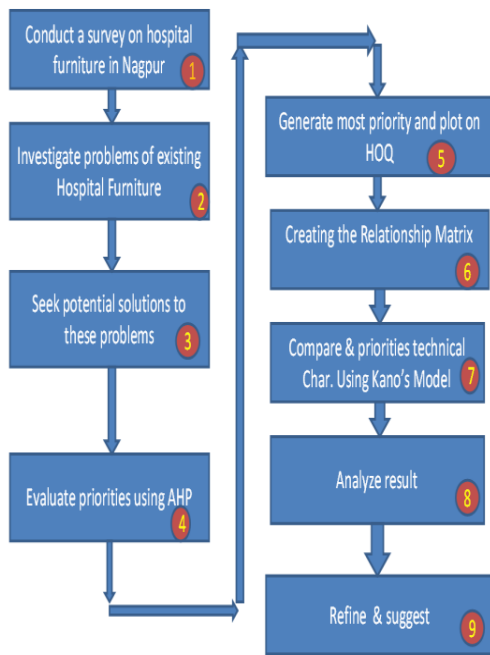 Conduct a survey on hospital
furniture in Nagpur
1
Investigate problems of existing
Hospital Furniture
2
Seek potential solutions to
these problems
3
Evaluate priorities using AHP
4
Generate most priority and plot on
HOQ
5
Creating the Relationship Matrix
6
Compare & priorities technical
Char. Using Kano's Model
7
Analyze result
8
Refine & suggest
9